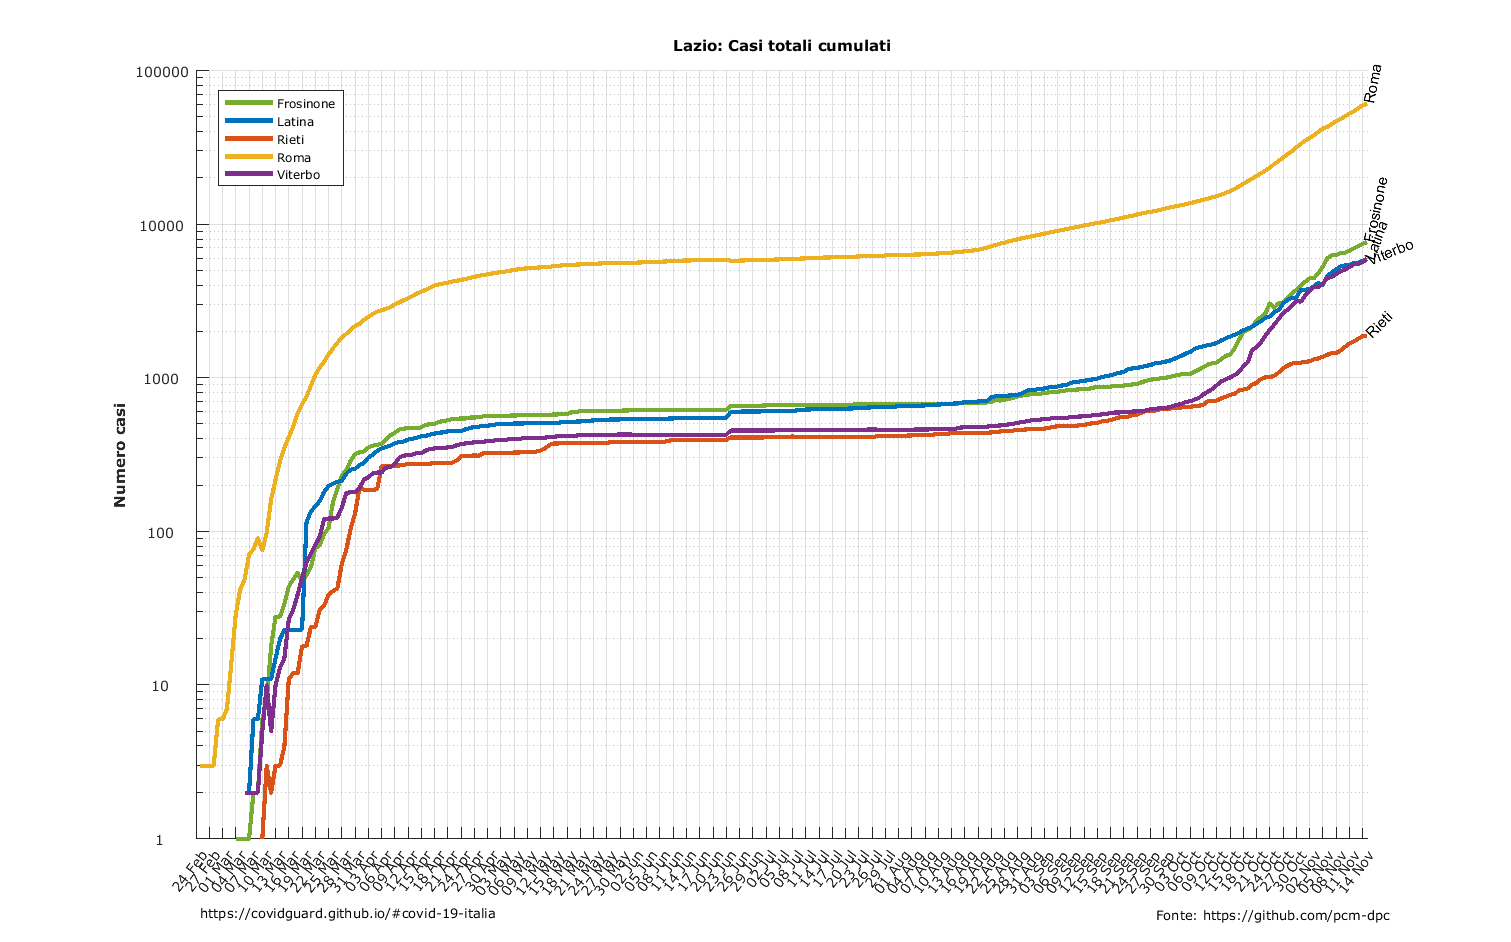 Lazio: Casi totali cumulati
100000
10000
1000
100
10
1
Numero casi
Frosinone
Latina
Rieti
Roma
Viterbo
Roma
Frosinone
Latina
Viterbo
Rieti
24 Feb
27 Feb
01 Mar
04 Mar
07 Mar
10 Mar
13 Mar
16 Mar
19 Mar
22 Mar
25 Mar
28 Mar
31 Mar
03 Apr
06 Apr
09 Apr
12 Apr
15 Apr
18 Apr
21 Apr
24 Apr
27 Apr
30 Apr
03 May
06 May
09 May
12 May
15 May
18 May
21 May
24 May
27 May
30 May
02 Jun
05 Jun
08 Jun
11 Jun
14 Jun
17 Jun
20 Jun
23 Jun
26 Jun
29 Jun
02 Jul
05 Jul
08 Jul
11 Jul
14 Jul
17 Jul
20 Jul
23 Jul
26 Jul
29 Jul
01 Aug
04 Aug
07 Aug
10 Aug
13 Aug
16 Aug
19 Aug
22 Aug
25 Aug
28 Aug
31 Aug
03 Sep
06 Sep
09 Sep
12 Sep
15 Sep
18 Sep
21 Sep
24 Sep
27 Sep
30 Sep
03 Oct
06 Oct
09 Oct
12 Oct
15 Oct
18 Oct
21 Oct
24 Oct
27 Oct
30 Oct
02 Nov
05 Nov
08 Nov
11 Nov
14 Nov
https://covidguard.github.io/#covid-19-italia
Fonte: https://github.com/pcm-dpc